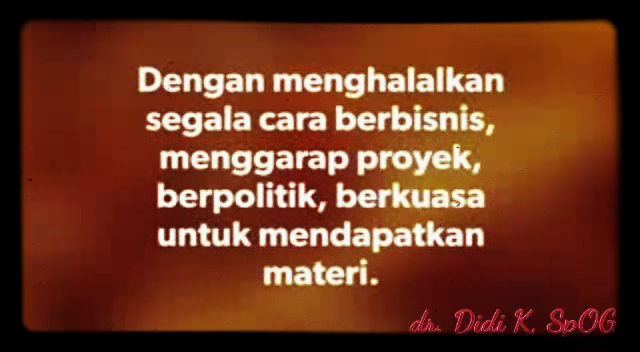 Dengan menghalalkan
segala cara berbisnis,
menggarap proyek,
berpolitik, berkuasa
untuk mendapatkan
materi.
dr. Didi K, SpOG